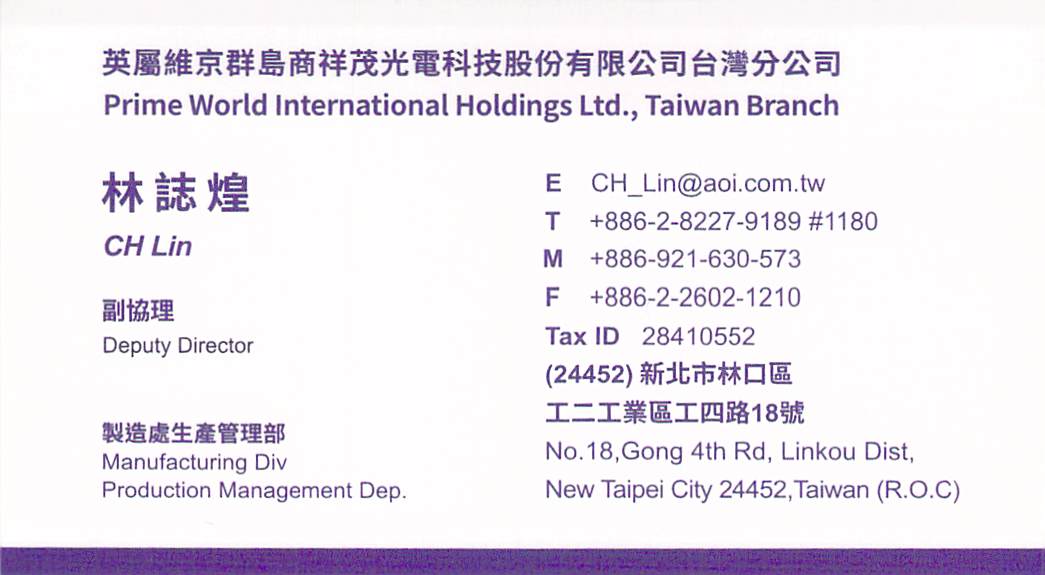 英屬維京群島商祥茂光電科技股份有限公司台灣分公司
Prime World International Holdings Ltd., Taiwan Branch
林誌煌
CH Lin
副協理
Deputy Director
製造處生產管理部
Manufacturing Div
Production Management Dep.
E CH_Lin@aoi.com.tw
T +886-2-8227-9189 #1180
M +886-921-630-573
F +886-2-2602-1210
Tax ID 28410552
(24452) 新北市林口區
工二工業區工四路18號
No.18,Gong 4th Rd, Linkou Dist,
New Taipei City 24452,Taiwan (R.O.C)